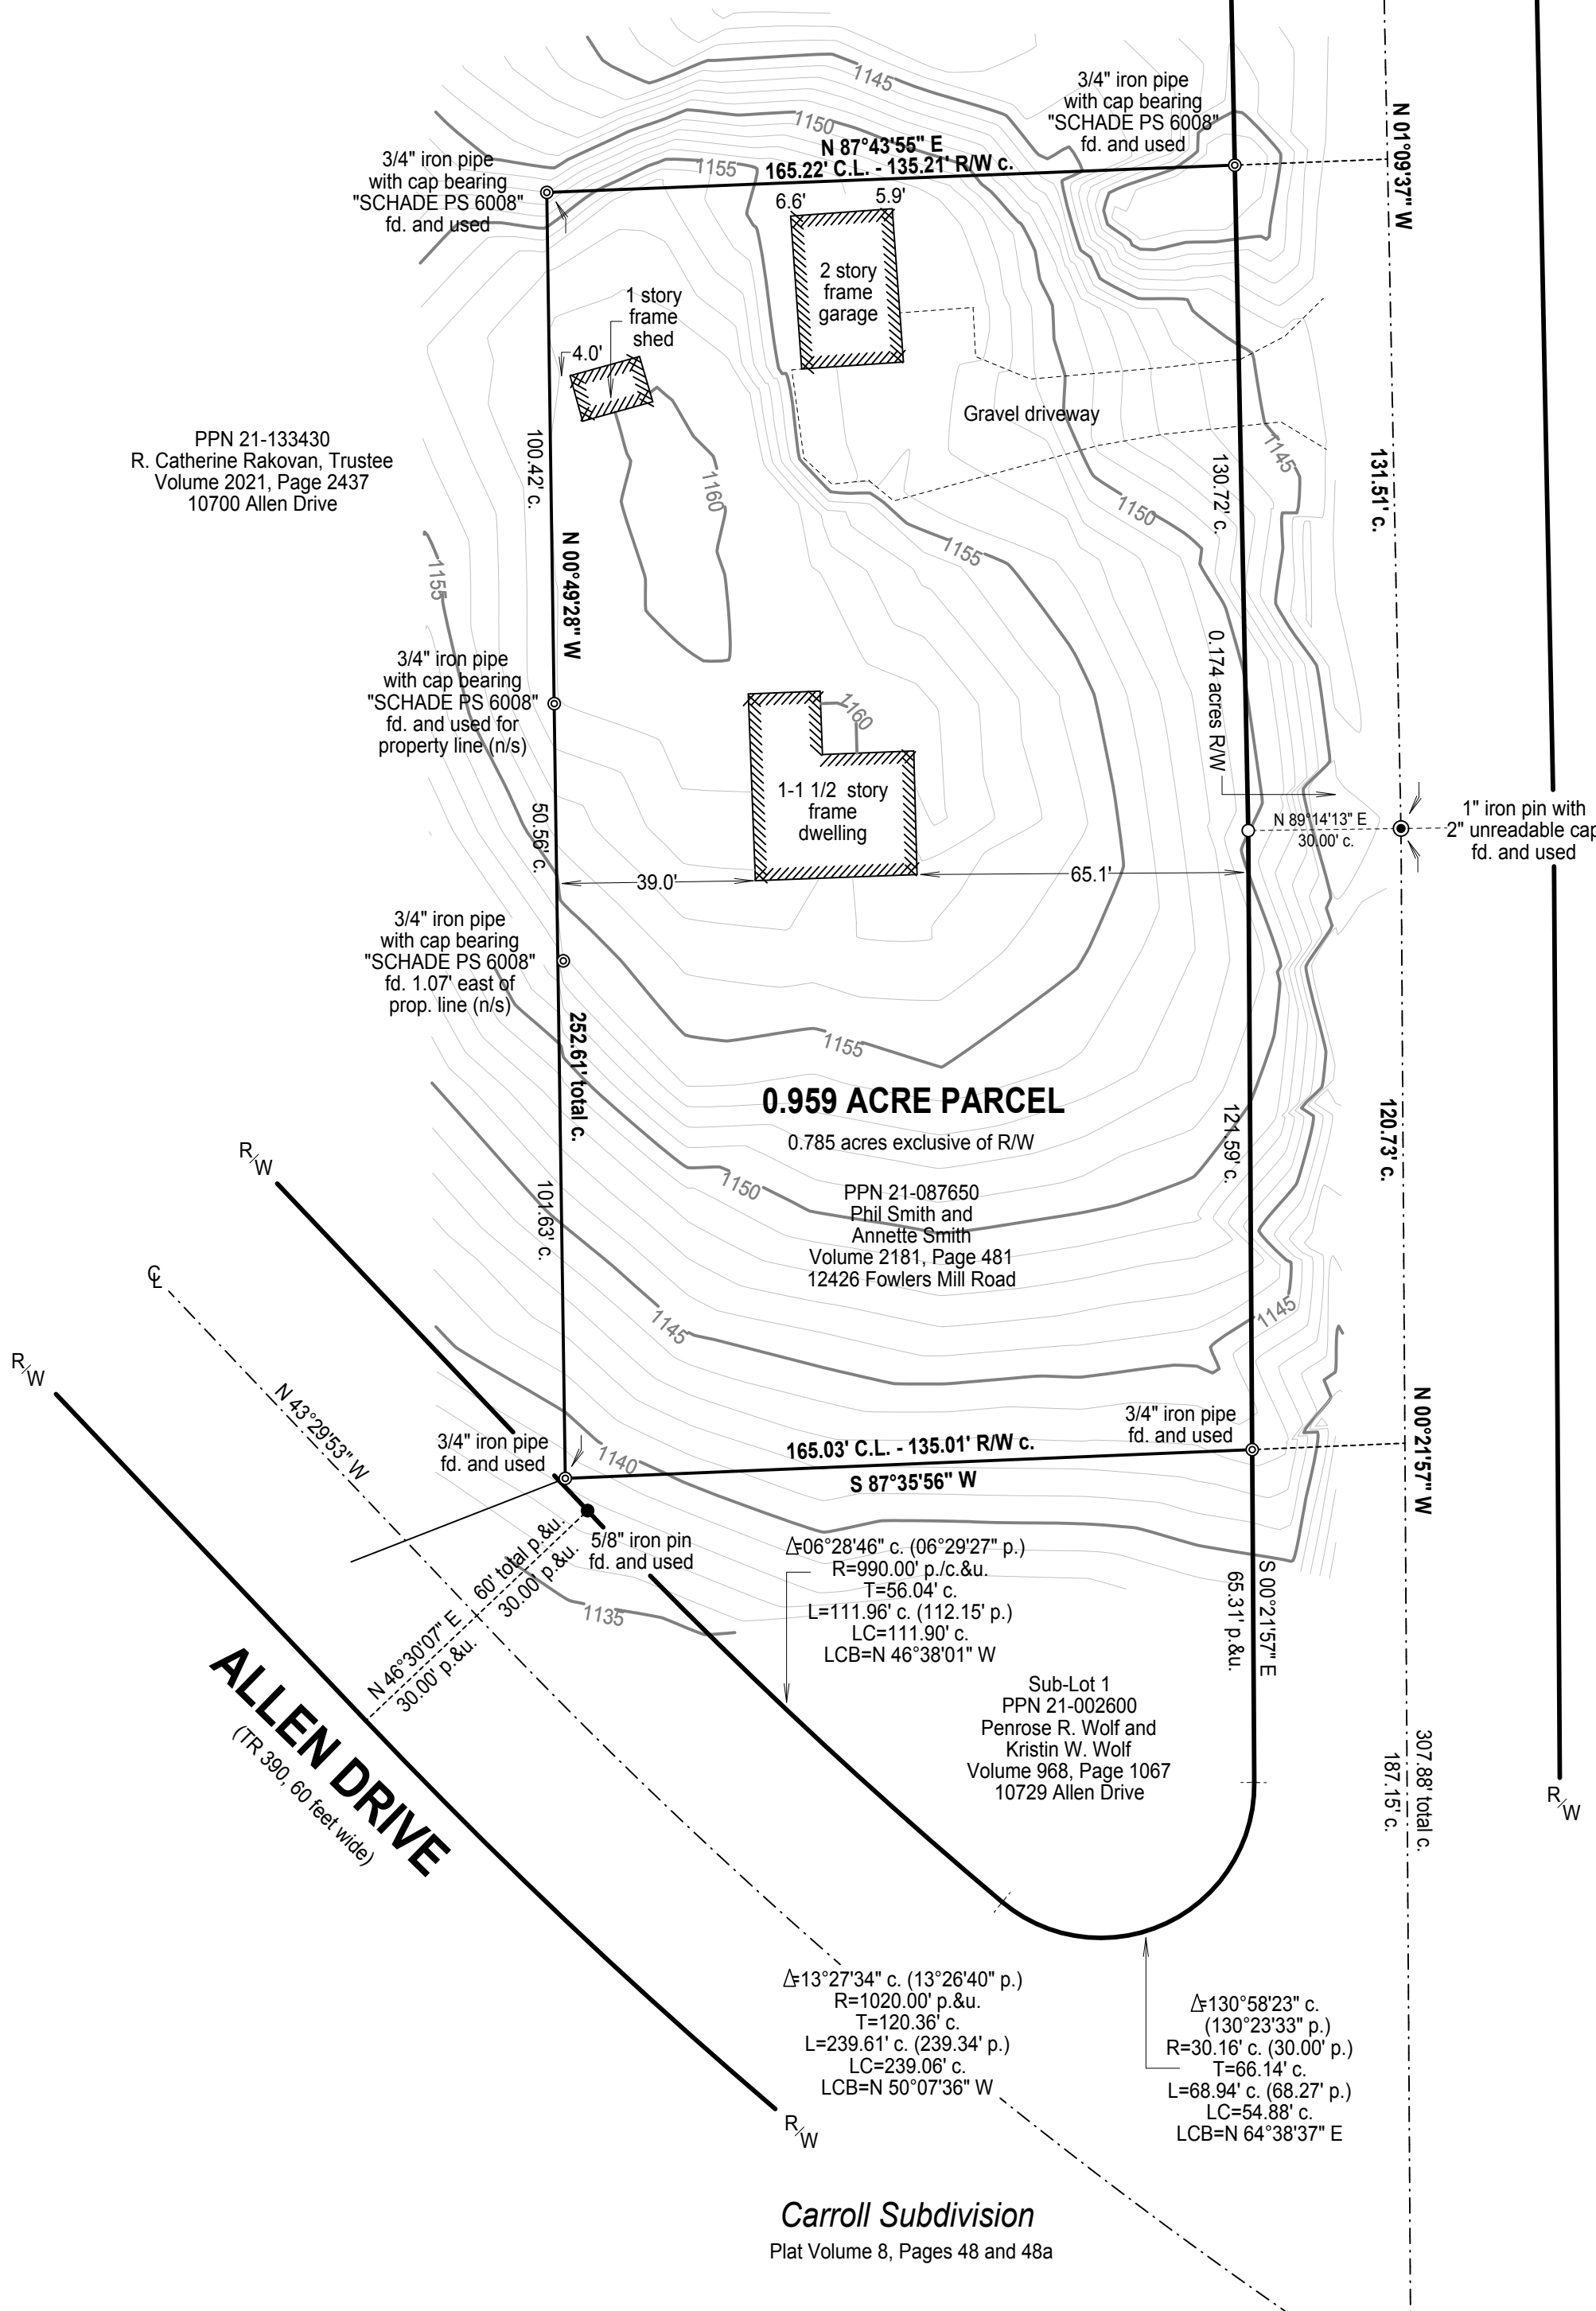 1145
3/4" iron pipe
with cap bearing
"SCHADE PS 6008"
fd. and used
N 01°09'37" W
1150
N 87°43'55" E
165.22' C.L. - 135.21' R/W c.
1155
3/4" iron pipe
with cap bearing
"SCHADE PS 6008"
fd. and used
6.6'
5.9'
2 story
frame
garage
1 story
frame
shed
4.0'
Gravel driveway
PPN 21-133430
R. Catherine Rakovan, Trustee
Volume 2021, Page 2437
10700 Allen Drive
100.42' c.
1160
130.72' c.
1145
131.51' c.
1150
1155
1155
N 00°49'28" W
3/4" iron pipe
with cap bearing
"SCHADE PS 6008"
fd. and used for
property line (n/s)
0.174 acres R/W
1160
1-1 1/2 story
frame
dwelling
N 89°14'13" E
30.00' c.
1" iron pin with
2" unreadable cap
fd. and used
50.56' c.
39.0'
65.1'
3/4" iron pipe
with cap bearing
"SCHADE PS 6008"
fd. 1.07' east of
prop. line (n/s)
252.61' total c.
1155
0.959 ACRE PARCEL
0.785 acres exclusive of R/W
121.59' c.
120.73' c.
1150
PPN 21-087650
Phil Smith and
Annette Smith
Volume 2181, Page 481
12426 Fowlers Mill Road
101.63' c.
R/W
CL
R/W
1145
1145
N 43°29'53" W
3/4" iron pipe
fd. and used
3/4" iron pipe
fd. and used
1140
165.03' C.L. - 135.01' R/W c.
S 87°35'56" W
N 00°21'57" W
5/8" iron pin
fd. and used
60' total p.&u.
30.00' p.&u.
N 46°30'07" E
30.00' p.&u.
1135
Δ=06°28'46" c. (06°29'27" p.)
R=990.00' p./c.&u.
T=56.04' c.
L=111.96' c. (112.15' p.)
LC=111.90' c.
LCB=N 46°38'01" W
S 00°21'57" E
65.31' p.&u.
Sub-Lot 1
PPN 21-002600
Penrose R. Wolf and
Kristin W. Wolf
Volume 968, Page 1067
10729 Allen Drive
307.88' total c.
187.15' c.
R/W
ALLEN DRIVE
(TR 390, 60 feet wide)
Δ=13°27'34" c. (13°26'40" p.)
R=1020.00' p.&u.
T=120.36' c.
L=239.61' c. (239.34' p.)
LC=239.06' c.
LCB=N 50°07'36" W
Δ=130°58'23" c.
(130°23'33" p.)
R=30.16' c. (30.00' p.)
T=66.14' c.
L=68.94' c. (68.27' p.)
LC=54.88' c.
LCB=N 64°38'37" E
R/W
Carroll Subdivision
Plat Volume 8, Pages 48 and 48a